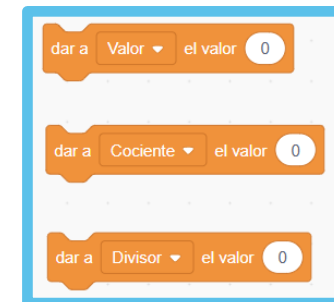 dar a Valor el valor 0
dar a Cociente el valor 0
dar a Divisor el valor 0